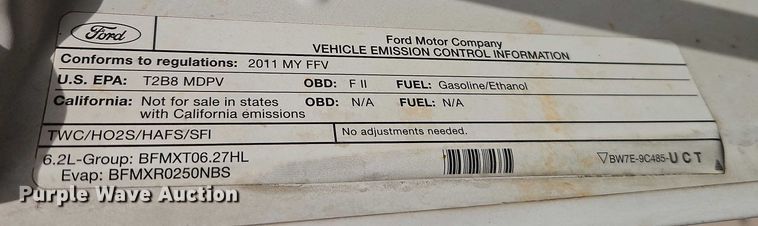 Ford
Ford Motor Company
VEHICLE EMISSION CONTROL INFORMATION
Conforms to regulations: 2011 MY FFV
U.S. EPA: T2B8 MDPV OBD: F II FUEL: Gasoline/Ethanol
California: Not for sale in states OBD: N/A FUEL: N/A
with California emissions
TWC/HO2S/HAFS/SFI No adjustments needed.
6.2L-Group: BFMXT06.27HL
Evap: BFMXR0250NBS
▽BW7E-9C485-UCT
Purple Wave Auction